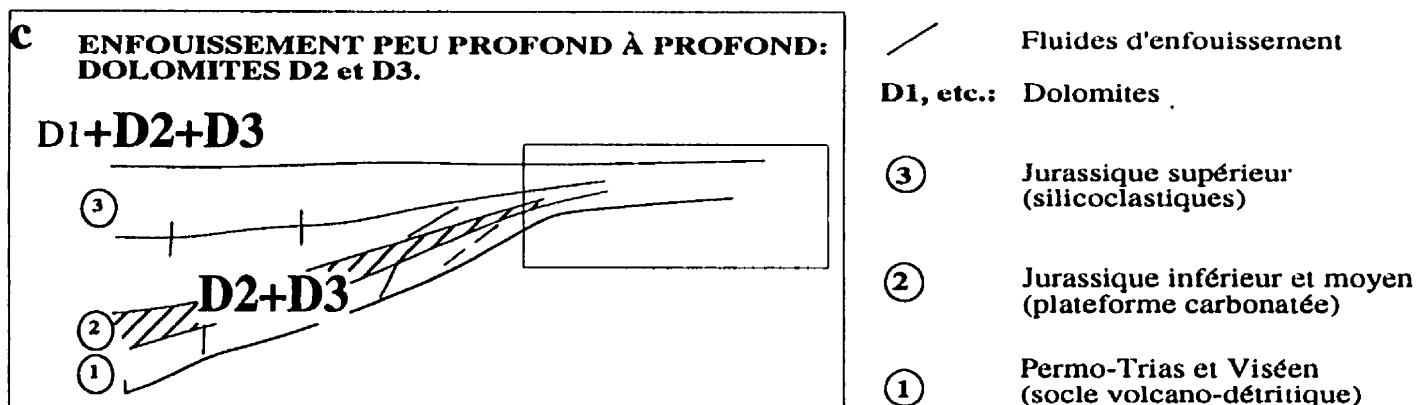 c
ENFOUISSEMENT PEU PROFOND À PROFOND:
DOLOMITES D2 et D3.
D1+D2+D3
3
D2+D3
2
1
Fluides d'enfouissement
D1, etc.: Dolomites
3 Jurassique supérieur
(silicoclastiques)
2 Jurassique inférieur et moyen
(plateforme carbonatée)
1 Permo-Trias et Viséen
(socle volcano-détritique)